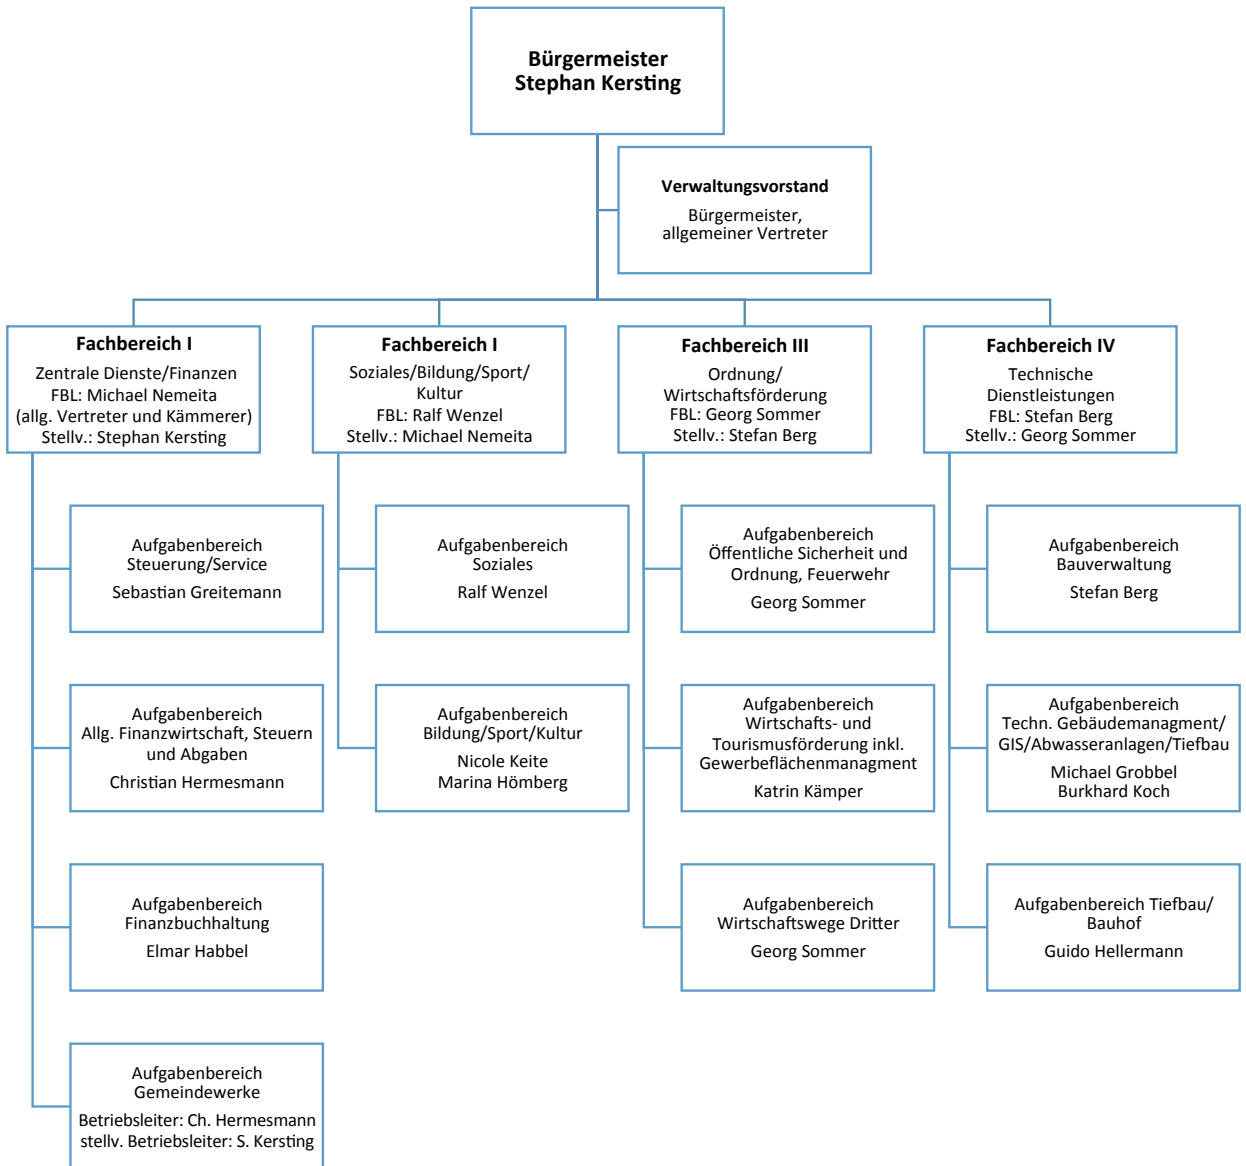 Bürgermeister
Stephan Kersting
Verwaltungsvorstand
Bürgermeister,
allgemeiner Vertreter
Fachbereich I
Zentrale Dienste/Finanzen
FBL: Michael Nemeita
(allg. Vertreter und Kämmerer)
Stellv.: Stephan Kersting
Fachbereich I
Soziales/Bildung/Sport/
Kultur
FBL: Ralf Wenzel
Stellv.: Michael Nemeita
Fachbereich III
Ordnung/
Wirtschaftsförderung
FBL: Georg Sommer
Stellv.: Stefan Berg
Fachbereich IV
Technische
Dienstleistungen
FBL: Stefan Berg
Stellv.: Georg Sommer
Aufgabenbereich
Steuerung/Service
Sebastian Greitemann
Aufgabenbereich
Soziales
Ralf Wenzel
Aufgabenbereich
Öffentliche Sicherheit und
Ordnung, Feuerwehr
Georg Sommer
Aufgabenbereich
Bauverwaltung
Stefan Berg
Aufgabenbereich
Allg. Finanzwirtschaft, Steuern
und Abgaben
Christian Hermesmann
Aufgabenbereich
Bildung/Sport/Kultur
Nicole Keite
Marina Hömberg
Aufgabenbereich
Wirtschafts- und
Tourismusförderung inkl.
Gewerbeflächenmanagment
Katrin Kämper
Aufgabenbereich
Techn. Gebäudemanagment/
GIS/Abwasseranlagen/Tiefbau
Michael Grobbel
Burkhard Koch
Aufgabenbereich
Finanzbuchhaltung
Elmar Habbel
Aufgabenbereich
Wirtschaftswege Dritter
Georg Sommer
Aufgabenbereich Tiefbau/
Bauhof
Guido Hellermann
Aufgabenbereich
Gemeindewerke
Betriebsleiter: Ch. Hermesmann
stellv. Betriebsleiter: S. Kersting